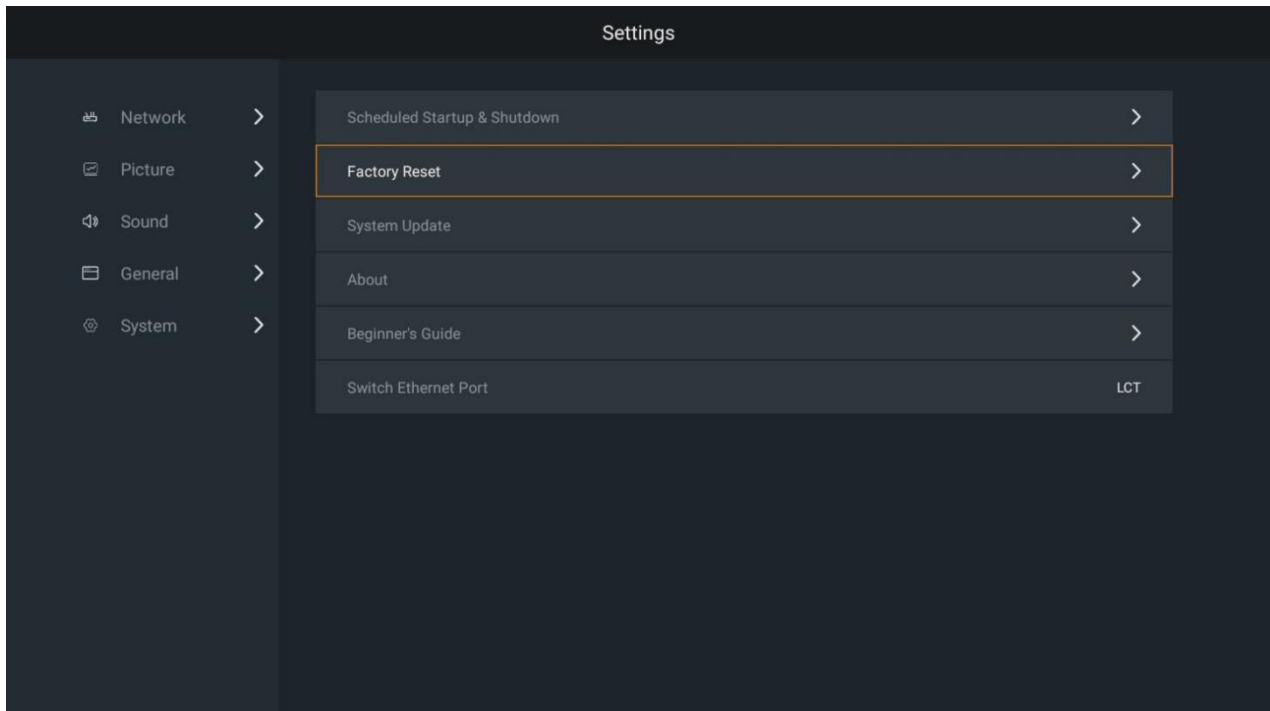 Settings
Network
Picture
Sound
General
System
Scheduled Startup & Shutdown
Factory Reset
System Update
About
Beginner's Guide
Switch Ethernet Port LCT